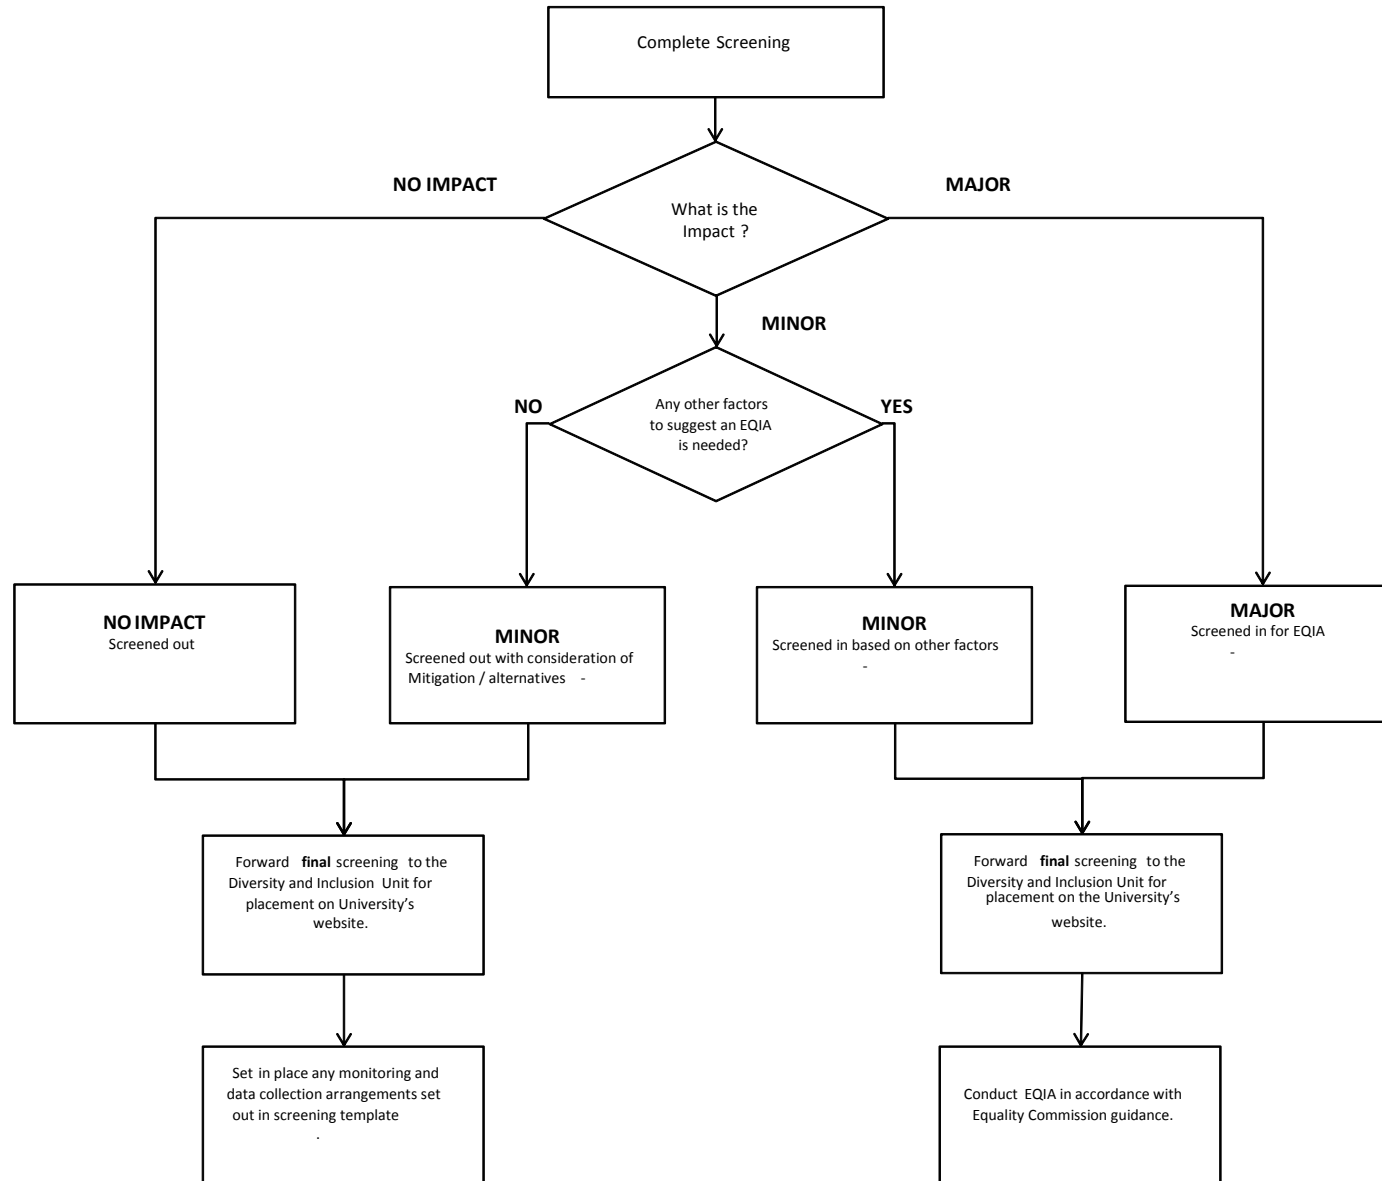 Complete Screening
NO IMPACT
MAJOR
What is the
Impact ?
MINOR
NO
Any other factors
to suggest an EQIA
is needed?
YES
NO IMPACT
Screened out
MINOR
Screened out with consideration of
Mitigation / alternatives -
MINOR
Screened in based on other factors
-
MAJOR
Screened in for EQIA
-
Forward final screening to the
Diversity and Inclusion Unit for
placement on University's
website.
Forward final screening to the
Diversity and Inclusion Unit for
placement on the University's
website.
Set in place any monitoring and
data collection arrangements set
out in screening template
.
Conduct EQIA in accordance with
Equality Commission guidance.